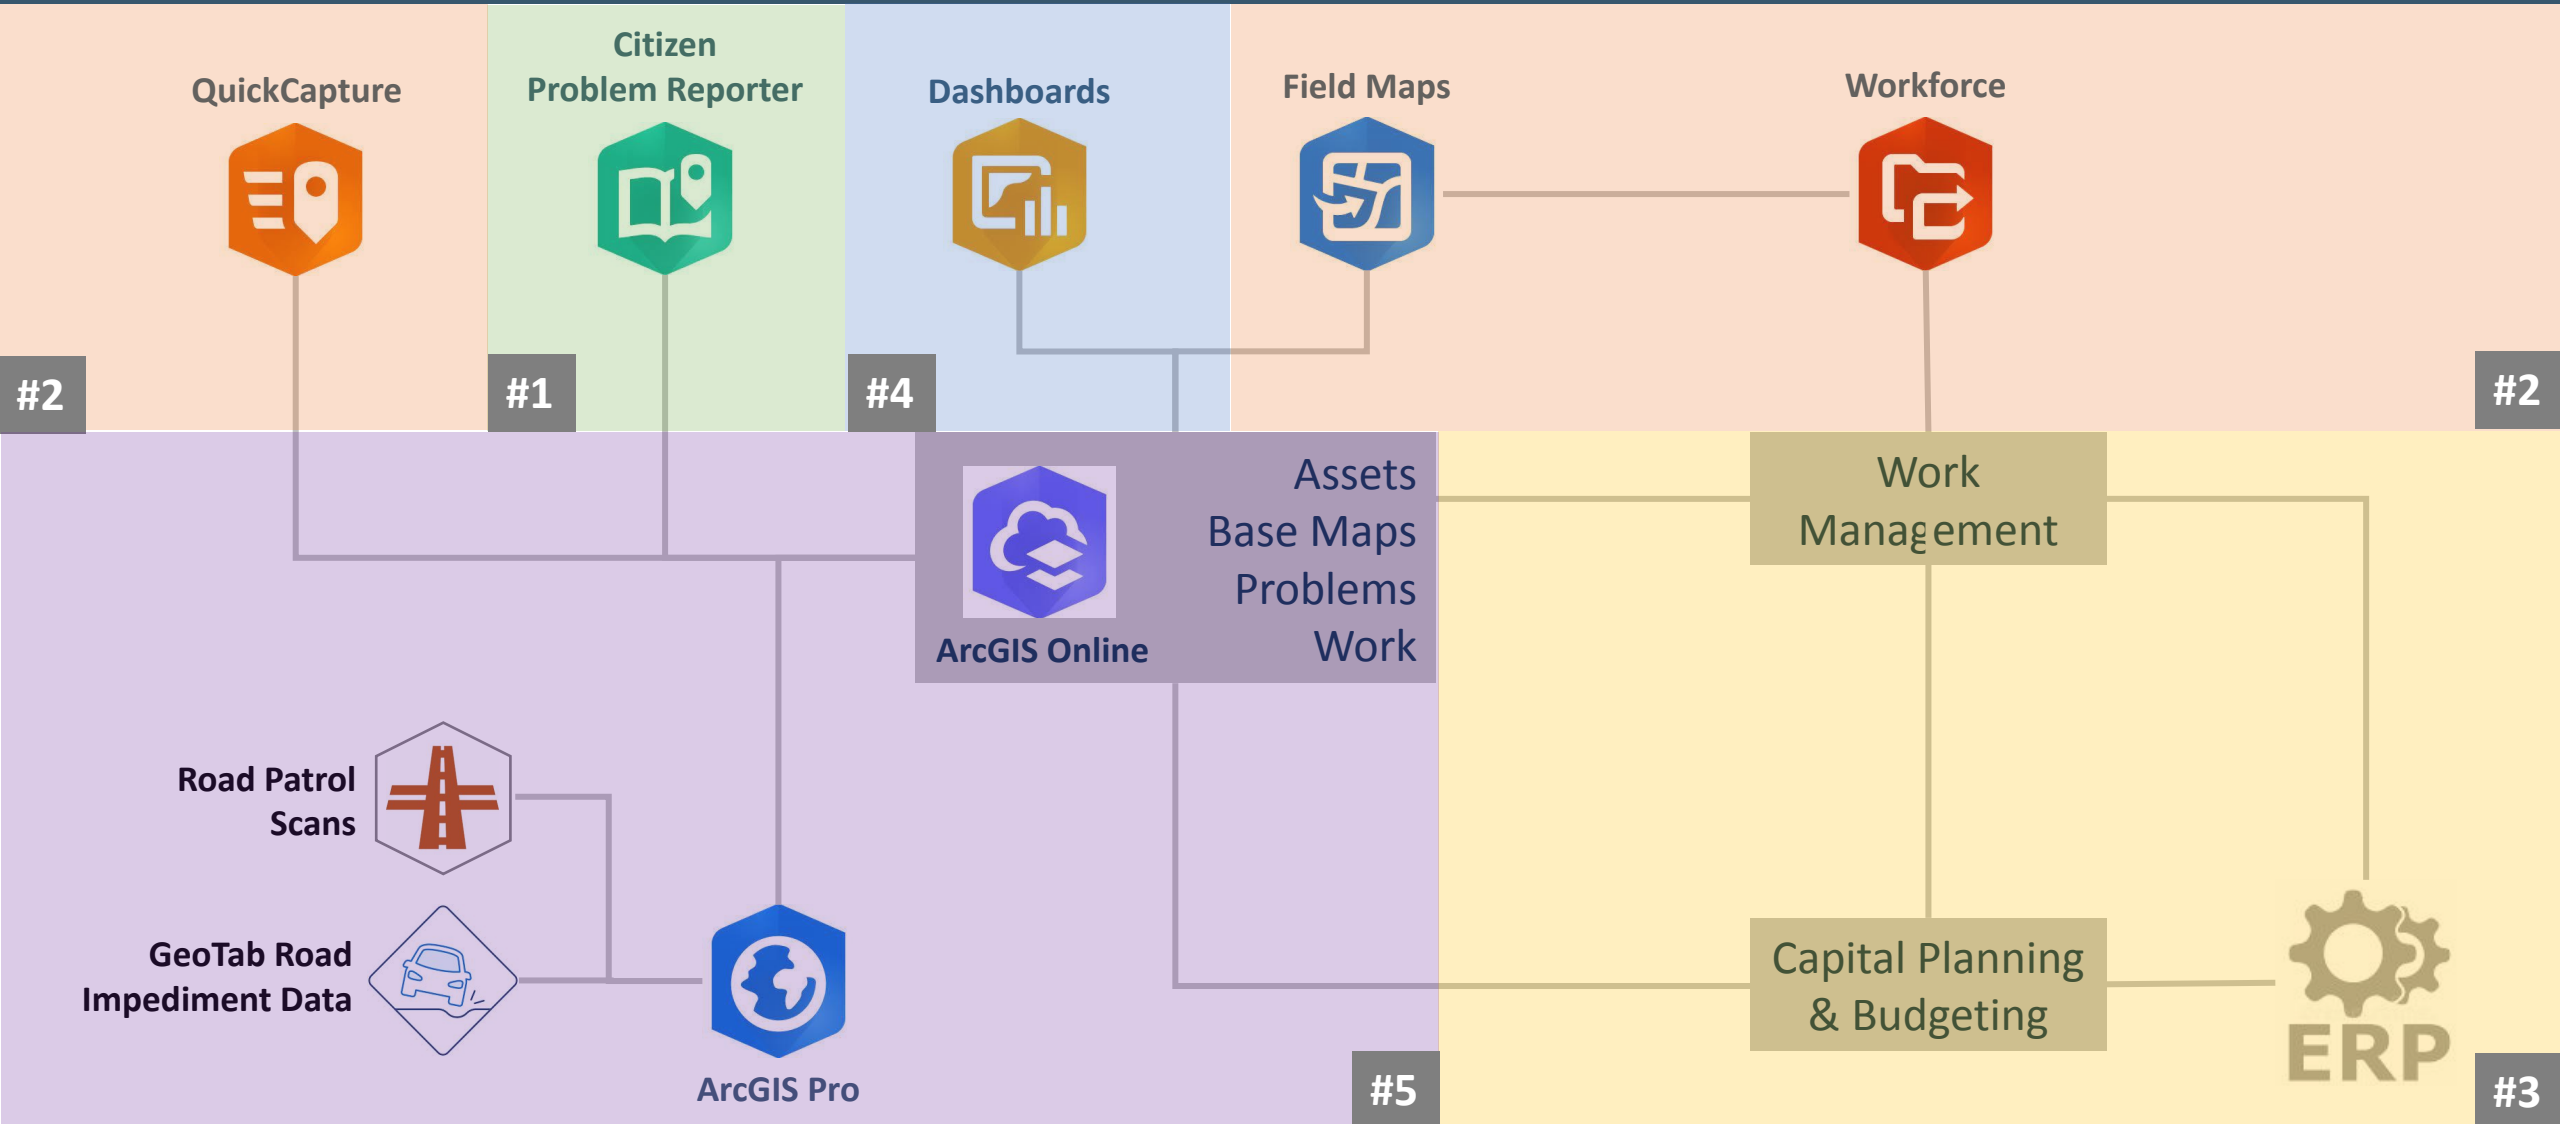 QuickCapture
Citizen
Problem Reporter
Dashboards
Field Maps
Workforce
#2
#1
#4
#2
ArcGIS Online
Assets
Base Maps
Problems
Work
Work
Management
Road Patrol
Scans
GeoTab Road
Impediment Data
ArcGIS Pro
Capital Planning
& Budgeting
ERP
#5
#3